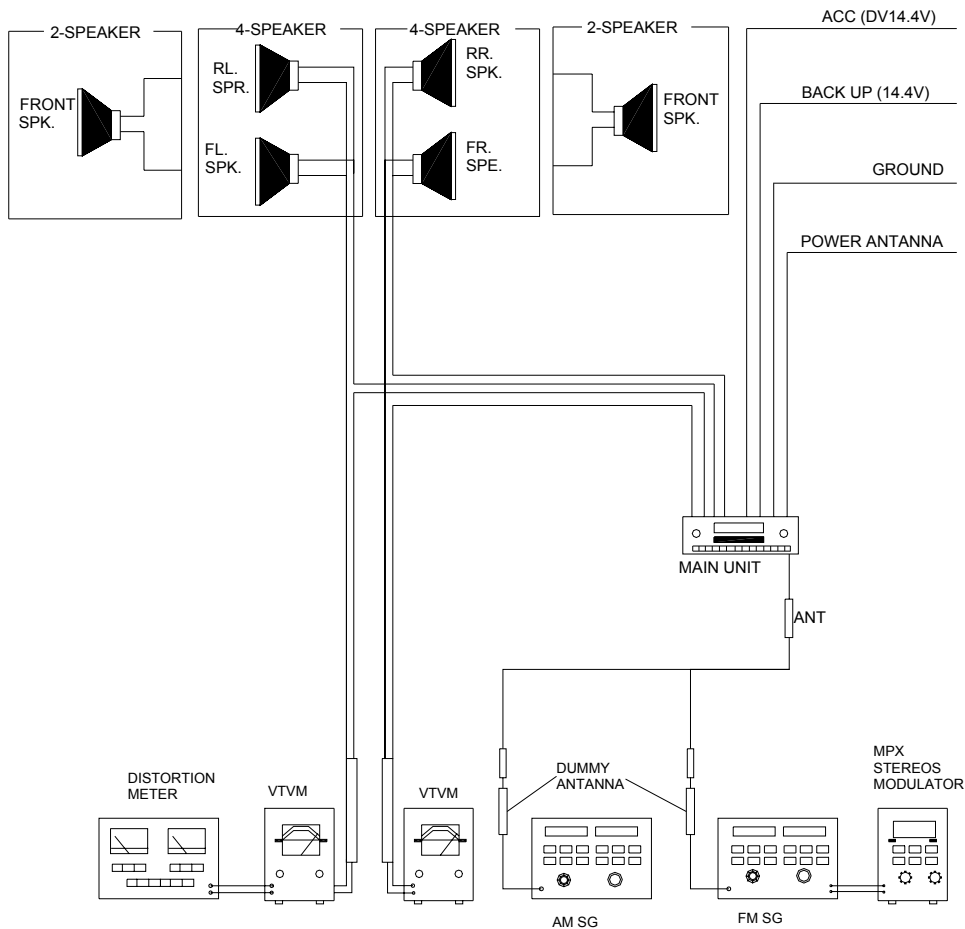 2-SPEAKER
4-SPEAKER
4-SPEAKER
2-SPEAKER
ACC (DV14.4V)
FRONT
SPK.
RL.
SPR.
RR.
SPK.
FRONT
SPK.
BACK UP (14.4V)
FL.
SPK.
FR.
SPE.
GROUND
POWER ANTANNA
MAIN UNIT
ANT
DISTORTION
METER
VTVM
VTVM
DUMMY
ANTANNA
MPX
STEREOS
MODULATOR
AM SG
FM SG